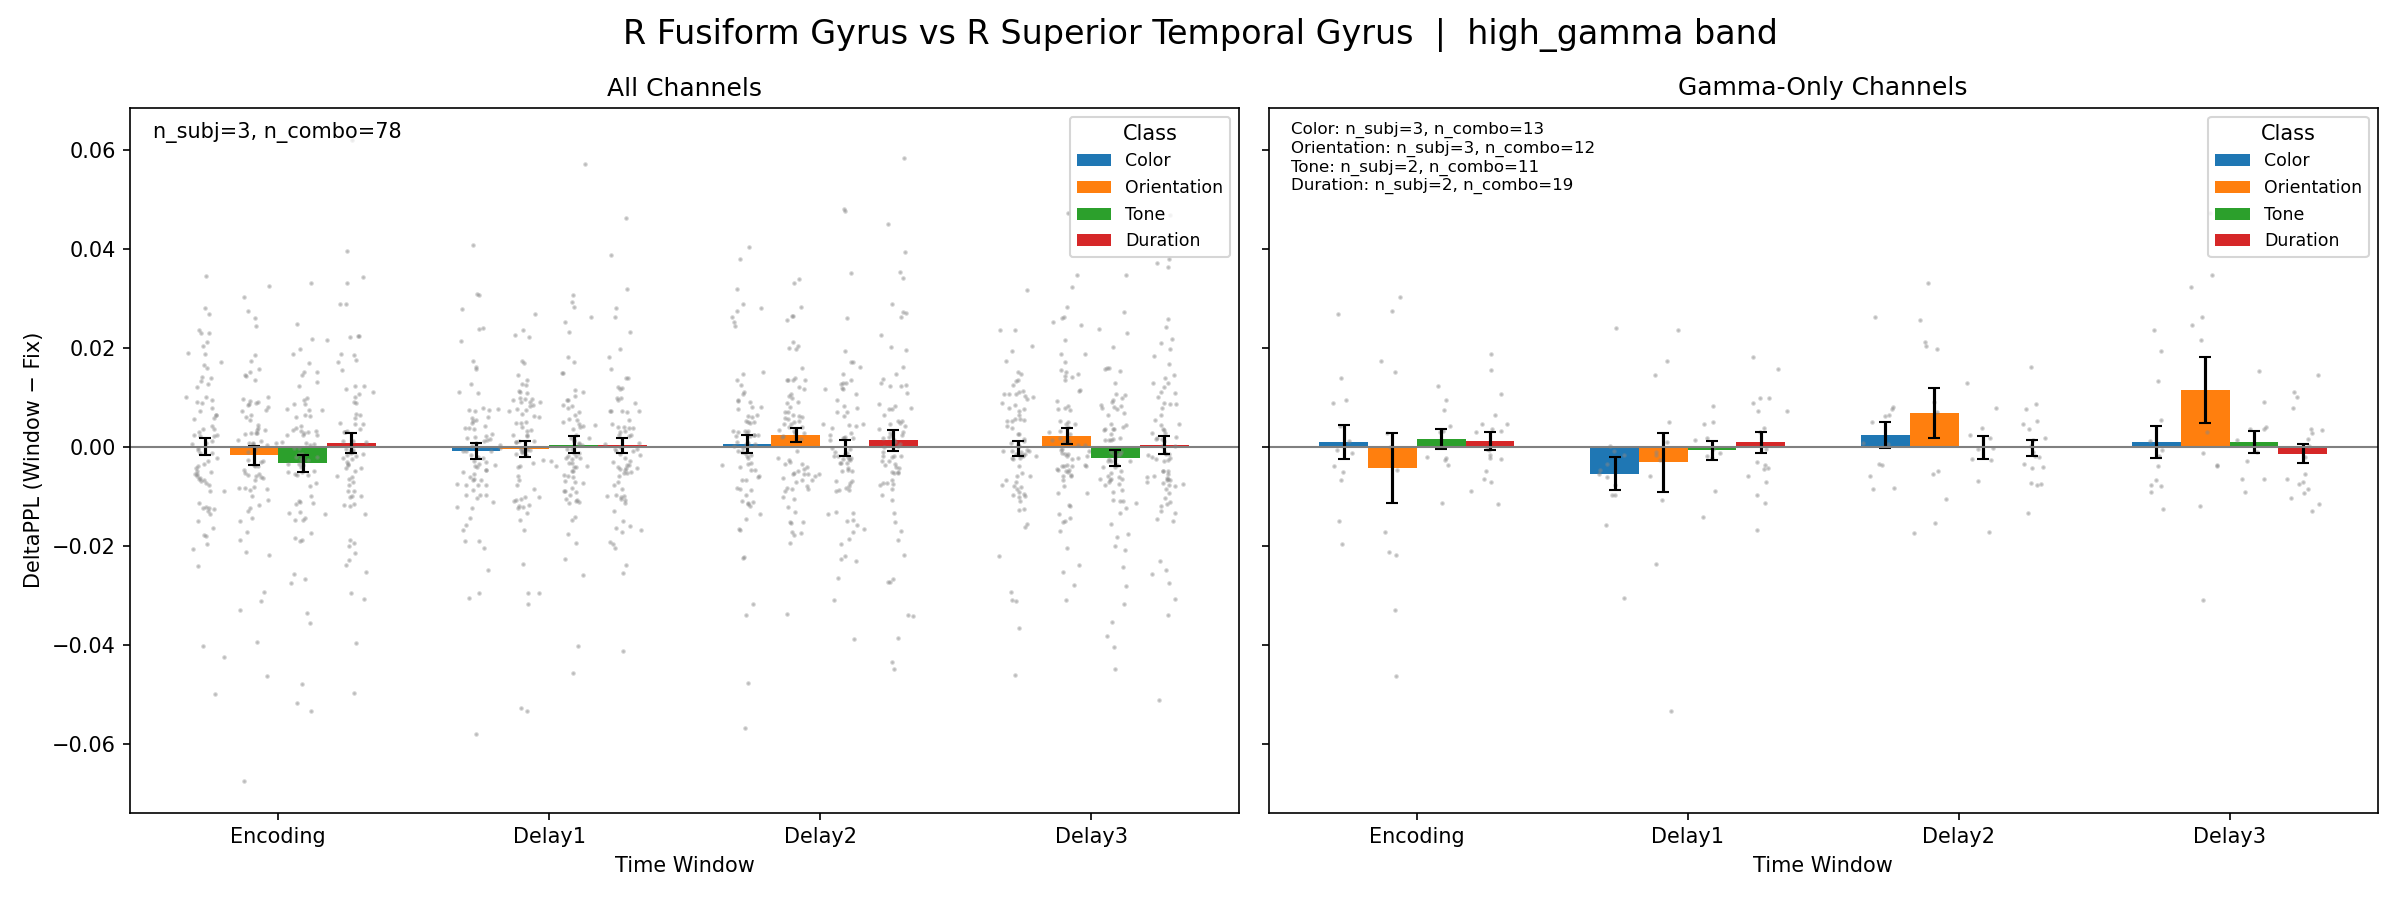 R Fusiform Gyrus vs R Superior Temporal Gyrus | high_gamma band
All Channels
n_subj=3, n_combo=78
Class
Color
Orientation
Tone
Duration
DeltaPPL (Window − Fix)
0.06
0.04
0.02
0.00
−0.02
−0.04
−0.06
Encoding
Delay1
Delay2
Delay3
Time Window
Gamma-Only Channels
Color: n_subj=3, n_combo=13
Orientation: n_subj=3, n_combo=12
Tone: n_subj=2, n_combo=11
Duration: n_subj=2, n_combo=19
Class
Color
Orientation
Tone
Duration
Encoding
Delay1
Delay2
Delay3
Time Window